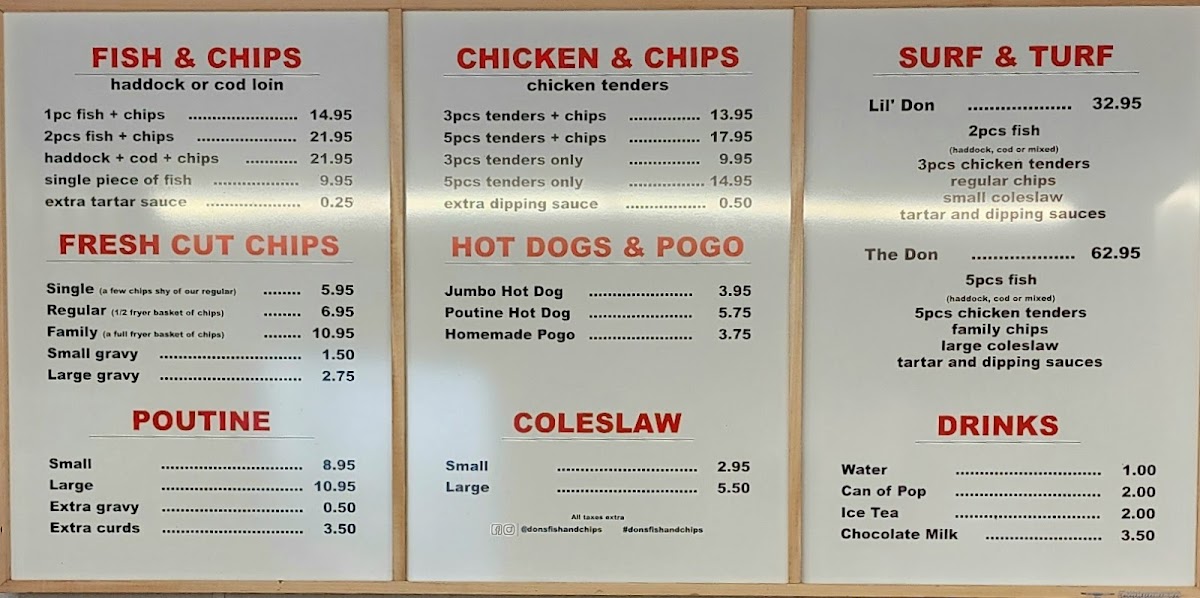 FISH & CHIPS
haddock or cod loin
1pc fish + chips ........................... 14.95
2pcs fish + chips ......................... 21.95
haddock + cod + chips ............. 21.95
single piece of fish ..................... 9.95
extra tartar sauce ....................... 0.25
FRESH CUT CHIPS
Single (a few chips shy of our regular) ........ 5.95
Regular (1/2 fryer basket of chips) ........ 6.95
Family (a full fryer basket of chips) ........ 10.95
Small gravy ................................... 1.50
Large gravy ................................... 2.75
POUTINE
Small ................................... 8.95
Large ................................... 10.95
Extra gravy ................................... 0.50
Extra curds ................................... 3.50
CHICKEN & CHIPS
chicken tenders
3pcs tenders + chips ................. 13.95
5pcs tenders + chips ................. 17.95
3pcs tenders only ................. 9.95
5pcs tenders only ................... 14.95
extra dipping sauce .................... 0.50
HOT DOGS & POGO
Jumbo Hot Dog .......................... 3.95
Poutine Hot Dog .......................... 5.75
Homemade Pogo .......................... 3.75
COLESLAW
Small ................................... 2.95
Large ................................... 5.50
All taxes extra
@donsfishandchips #donsfishandchips
SURF & TURF
Lil' Don ................... 32.95
2pcs fish
(haddock, cod or mixed)
3pcs chicken tenders
regular chips
small coleslaw
tartar and dipping sauces
The Don ................... 62.95
5pcs fish
(haddock, cod or mixed)
5pcs chicken tenders
family chips
large coleslaw
tartar and dipping sauces
DRINKS
Water .................................... 1.00
Can of Pop .................................... 2.00
Ice Tea .................................... 2.00
Chocolate Milk ............................. 3.50